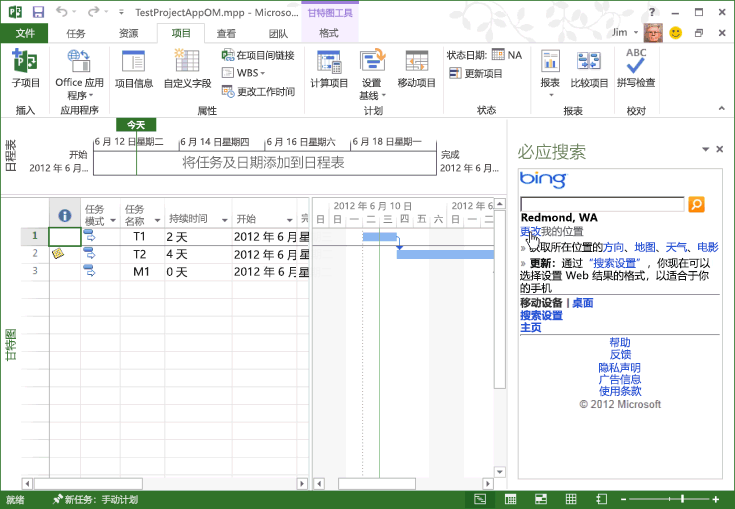 TestProjectAppOM.mpp - Microso...
甘特图工具
文件 任务 资源 项目 查看 团队 格式
Jim
子项目
Office 应用
程序
项目信息
自定义字段
在项目间链接
WBS
更改工作时间
计算项目
设置
基线
移动项目
状态日期: NA
更新项目
报表
比较项目
ABC
拼写检查
插入 应用程序 属性 计划 状态 报表 校对
今天
日程表
开始
2012 年 6 月...
6 月 12 日星期二 6 月 14 日星期四 6 月 16 日星期六 6 月 18 日星期一
将任务及日期添加到日程表
完成
2012 年 6 月...
甘特图
任务
模式
任务
名称
持续时间
开始
完
2012 年 6 月 10 日 2012 年 6
日 一 二 三 四 五 六 日 一 二 三
1 T1 2 天 2012 年 6 月星 星
2 T2 4 天 2012 年 6 月星 星
3 M1 0 天 2012 年 6 月星 星
必应搜索
bing
Redmond, WA
更改我的位置
» 获取所在位置的方向、地图、天气、电影
» 更新: 通过 “搜索设置” , 你现在可以
选择设置 Web 结果的格式, 以适合于你
的手机
移动设备 | 桌面
搜索设置
主页
帮助
反馈
隐私声明
广告信息
使用条款
© 2012 Microsoft
就绪 新任务: 手动计划